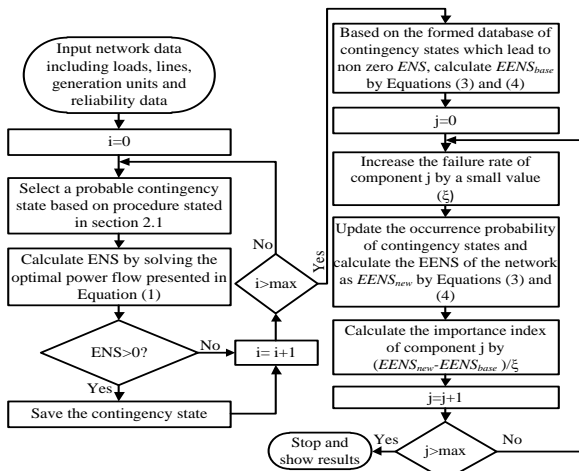 Input network data
including loads, lines,
generation units and
reliability data
i=0
Select a probable contingency
state based on procedure stated
in section 2.1
Calculate ENS by solving the
optimal power flow presented in
Equation (1)
ENS>0?
No
Yes
Save the contingency state
i= i+1
i>max
No
Yes
Based on the formed database of
contingency states which lead to
non zero ENS, calculate EENSbase
by Equations (3) and (4)
j=0
Increase the failure rate of
component j by a small value
(ξ)
Update the occurrence probability
of contingency states and
calculate the EENS of the network
as EENSnew by Equations (3) and
(4)
Calculate the importance index
of component j by
(EENSnew-EENSbase )/ξ
j=j+1
j>max
Yes
No
Stop and
show results